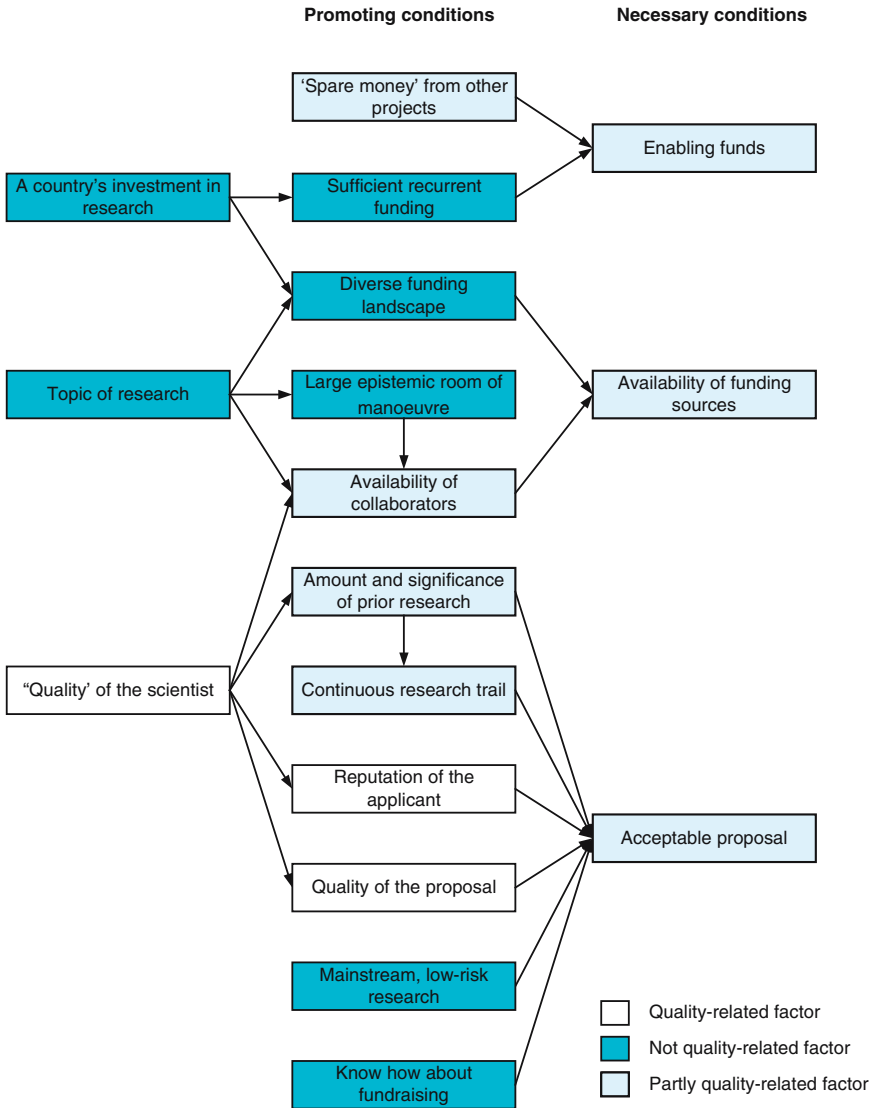 Promoting conditions
Necessary conditions
‘Spare money’ from other
projects
Enabling funds
A country’s investment in
research
Sufficient recurrent
funding
Diverse funding
landscape
Topic of research
Large epistemic room of
manoeuvre
Availability of funding
sources
Availability of
collaborators
Amount and significance
of prior research
“Quality’ of the scientist
Continuous research trail
Reputation of the
applicant
Acceptable proposal
Quality of the proposal
Mainstream, low-risk
research
Know how about
fundraising
Quality-related factor
Not quality-related factor
Partly quality-related factor